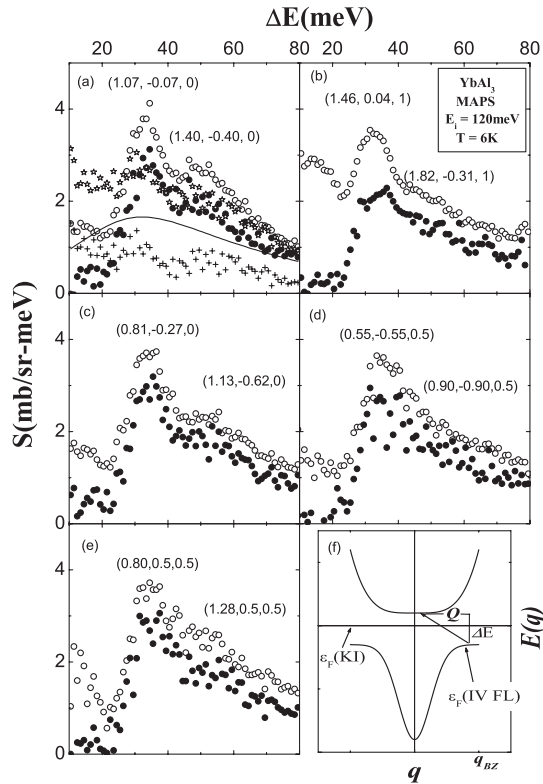 ΔE(meV)
20 40 60 80 20 40 60 80
(a)
(1.07, -0.07, 0)
(1.40, -0.40, 0)
(b)
(1.46, 0.04, 1)
(1.82, -0.31, 1)
YbAl3
MAPS
Ei = 120meV
T = 6K
4
2
0
(c)
(0.81,-0.27,0)
(1.13,-0.62,0)
(d)
(0.55,-0.55,0.5)
(0.90,-0.90,0.5)
4
2
0
S(mb/sr-meV)
(e)
(0.80,0.5,0.5)
(1.28,0.5,0.5)
4
2
0
(f)
Q
ΔE
εF(KI)
εF(IV FL)
E(q)
q
qBZ